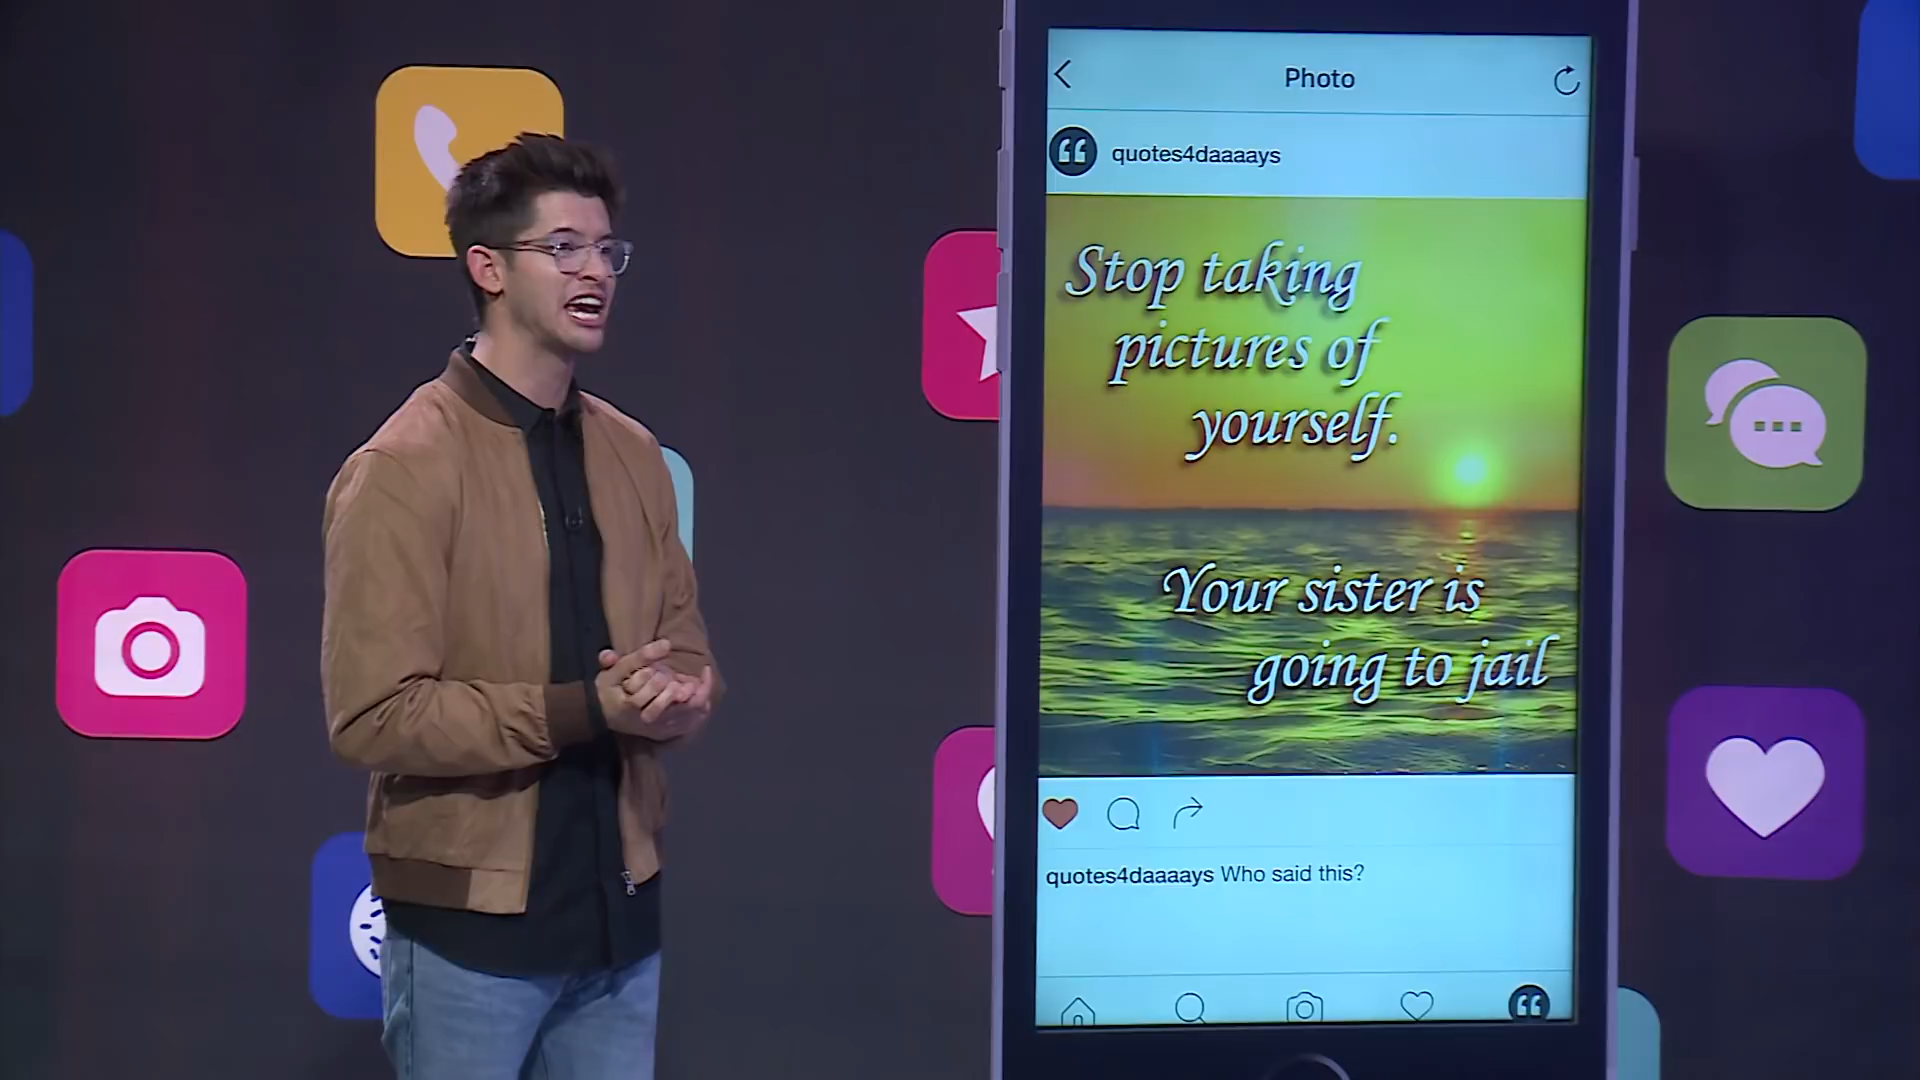 Photo
quotes4daaaays
Stop taking
pictures of
yourself.
Your sister is
going to jail
quotes4daaaays Who said this?